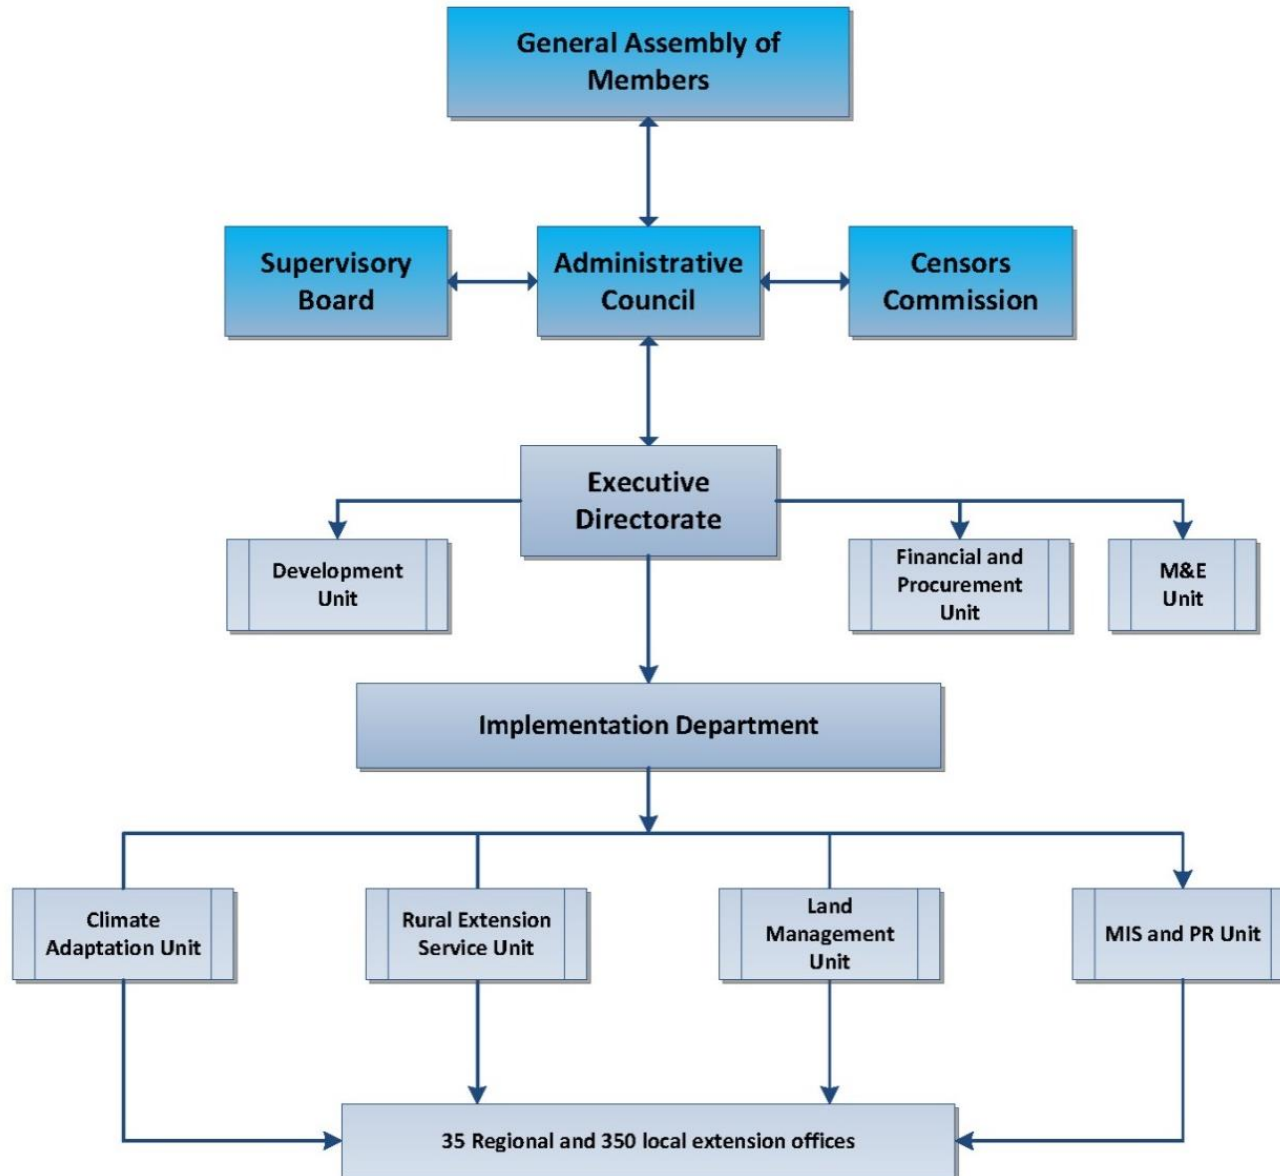 General Assembly of
Members
Supervisory
Board
Administrative
Council
Censors
Commission
Executive
Directorate
Development
Unit
Financial and
Procurement
Unit
M&E
Unit
Implementation Department
Climate
Adaptation Unit
Rural Extension
Service Unit
Land
Management
Unit
MIS and PR Unit
35 Regional and 350 local extension offices